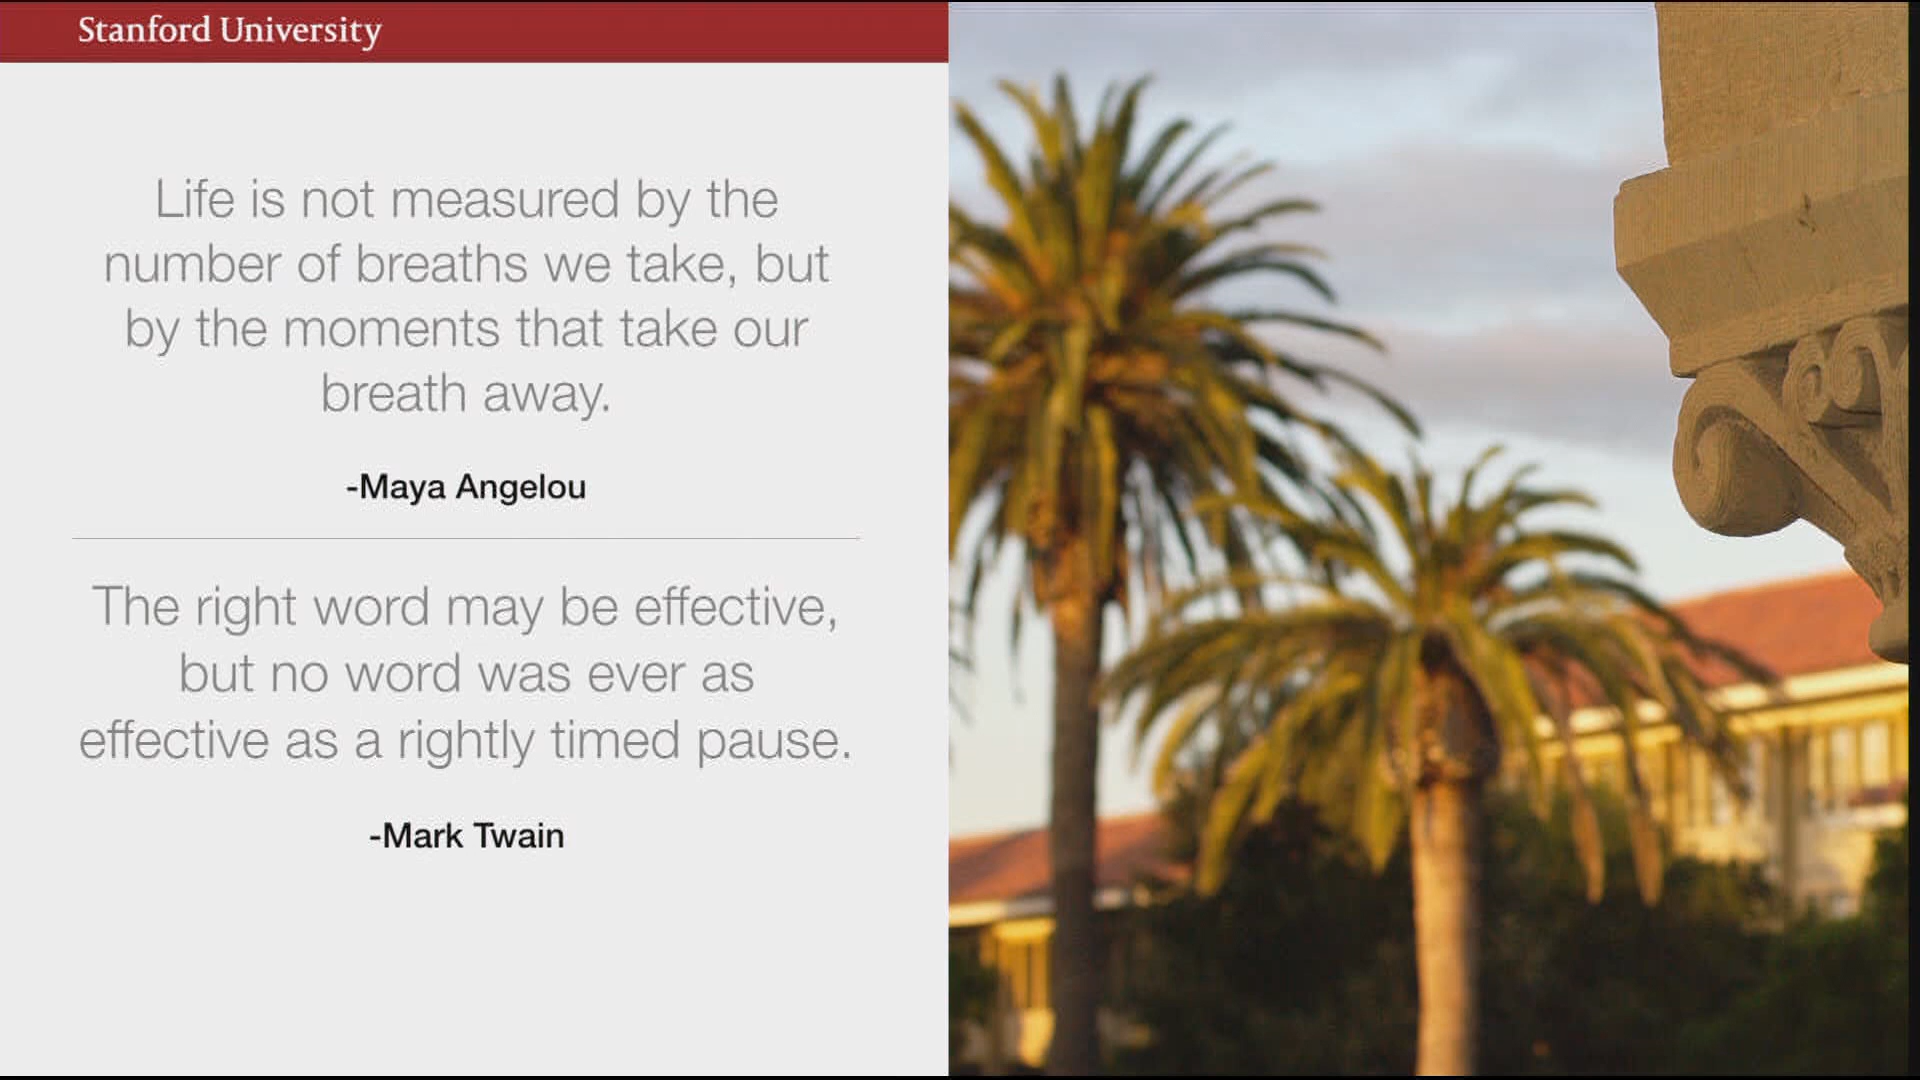 Stanford University
Life is not measured by the
number of breaths we take, but
by the moments that take our
breath away.
-Maya Angelou
The right word may be effective,
but no word was ever as
effective as a rightly timed pause.
-Mark Twain